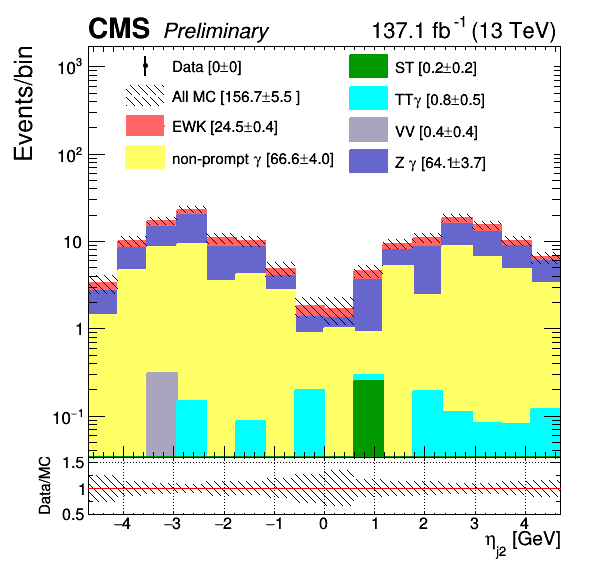 CMS Preliminary 137.1 fb⁻¹ (13 TeV)
Events/bin
10³
10²
10
1
10⁻¹
Data [0±0]
All MC [156.7±5.5 ]
EWK [24.5±0.4]
non-prompt γ [66.6±4.0]
ST [0.2±0.2]
TTγ [0.8±0.5]
VV [0.4±0.4]
Z γ [64.1±3.7]
Data/MC
1.5
1
0.5
−4 −3 −2 −1 0 1 2 3 4
η_j2 [GeV]